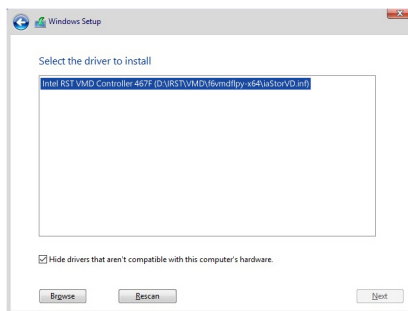 Windows Setup
Select the driver to install
Intel RST VMD Controller 467F (D:\IRST\VMD\f6vmdflpy-x64\iaStorVD.inf)
Hide drivers that aren't compatible with this computer's hardware.
Browse
Rescan
Next